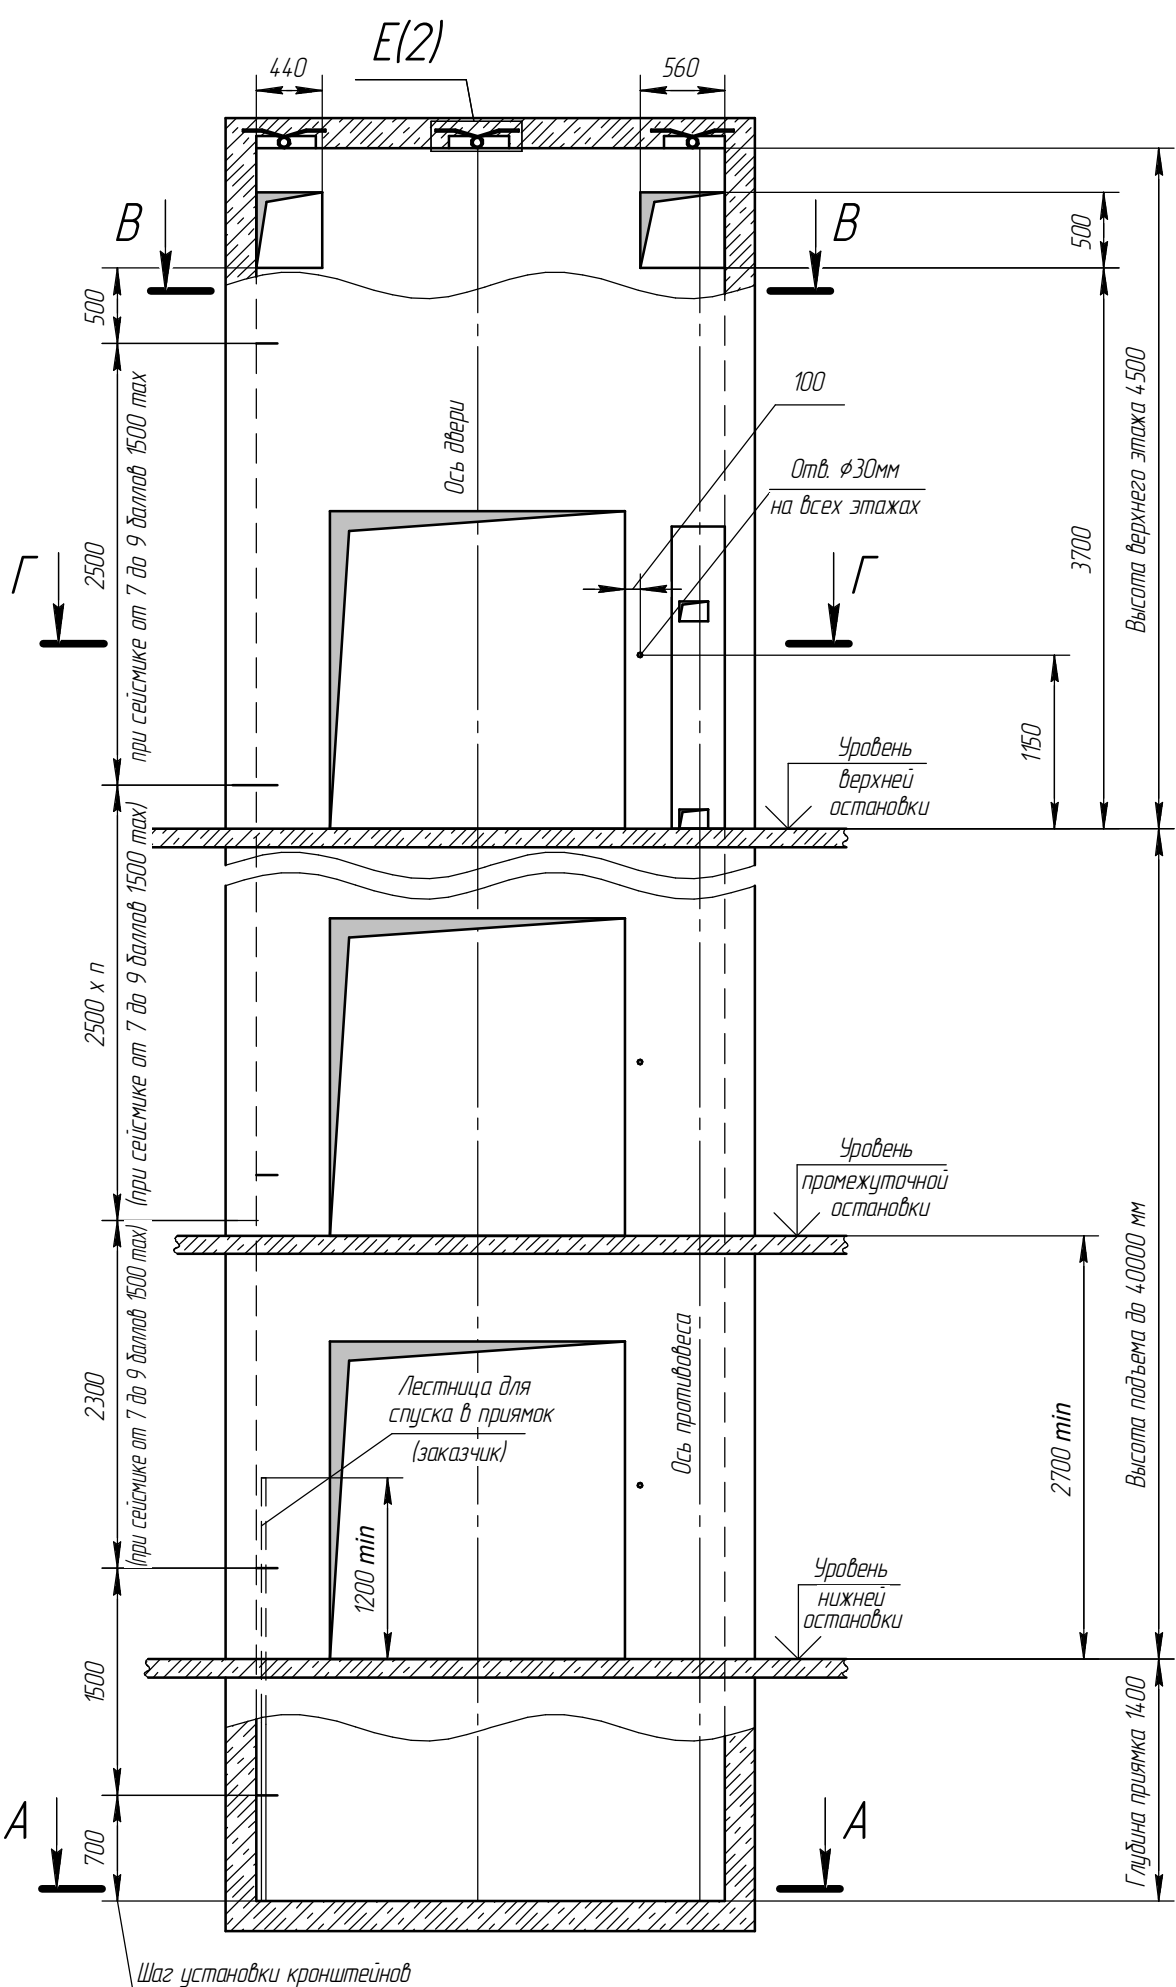 Е(2)
440
560
В
В
500
500
100
Ось двери
Отв. ϕ30мм
на всех этажах
2500
при сейсмике от 7 до 9 баллов 1500 max
3700
Высота верхнего этажа 4500
Г
Г
1150
Уровень
верхней
остановки
2500 х п
(при сейсмике от 7 до 9 баллов 1500 max)
Уровень
промежуточной
остановки
2300
(при сейсмике от 7 до 9 баллов 1500 max)
Лестница для
спуска в приямок
(заказчик)
Ось противовеса
1200 min
2700 min
Высота подъема до 40000 мм
Уровень
нижней
остановки
1500
700
Глубина приямка 1400
А
А
Шаг установки кронштейнов